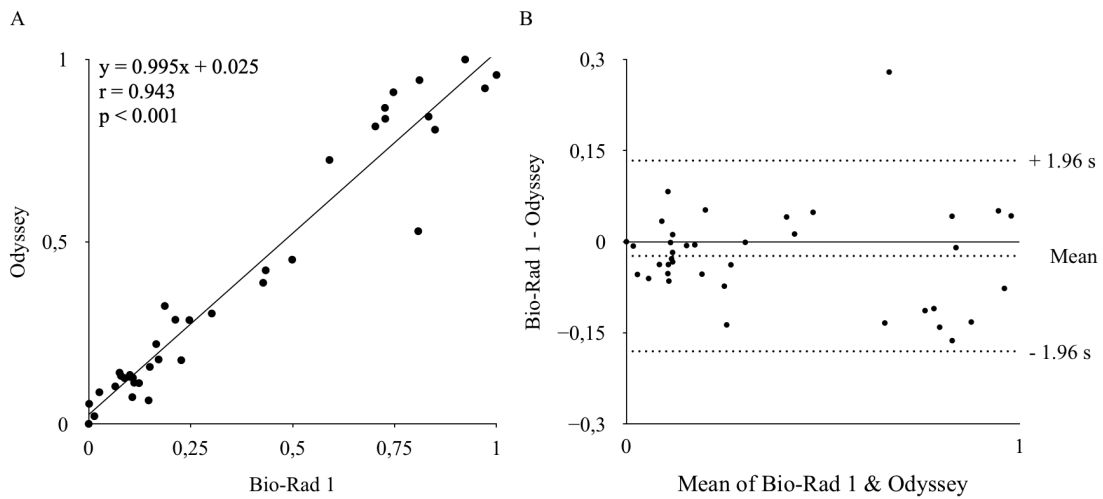 A
1
y = 0.995x + 0.025
r = 0.943
p < 0.001
Odyssey
0,5
0
0
0,25
0,5
0,75
1
Bio-Rad 1
B
0,3
0,15
+ 1.96 s
Bio-Rad 1 - Odyssey
0
Mean
−0,15
- 1.96 s
−0,3
0
1
Mean of Bio-Rad 1 & Odyssey